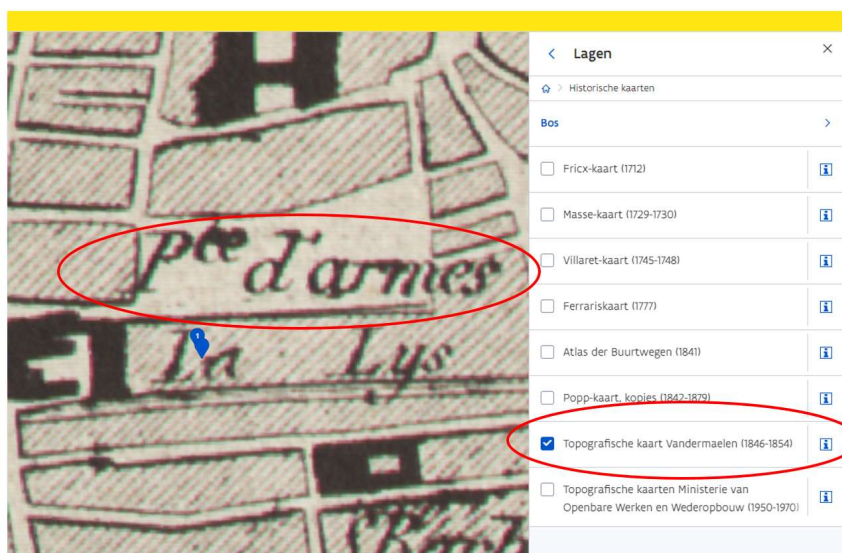 Pte d'armes
La Lys
1
Lagen
Historische kaarten
Bos
Fricx-kaart (1712)
Masse-kaart (1729-1730)
Villaret-kaart (1745-1748)
Ferrariskaart (1777)
Atlas der Buurtwegen (1841)
Popp-kaart, kopies (1842-1879)
Topografische kaart Vandermaelen (1846-1854)
Topografische kaarten Ministerie van
Openbare Werken en Wederopbouw (1950-1970)